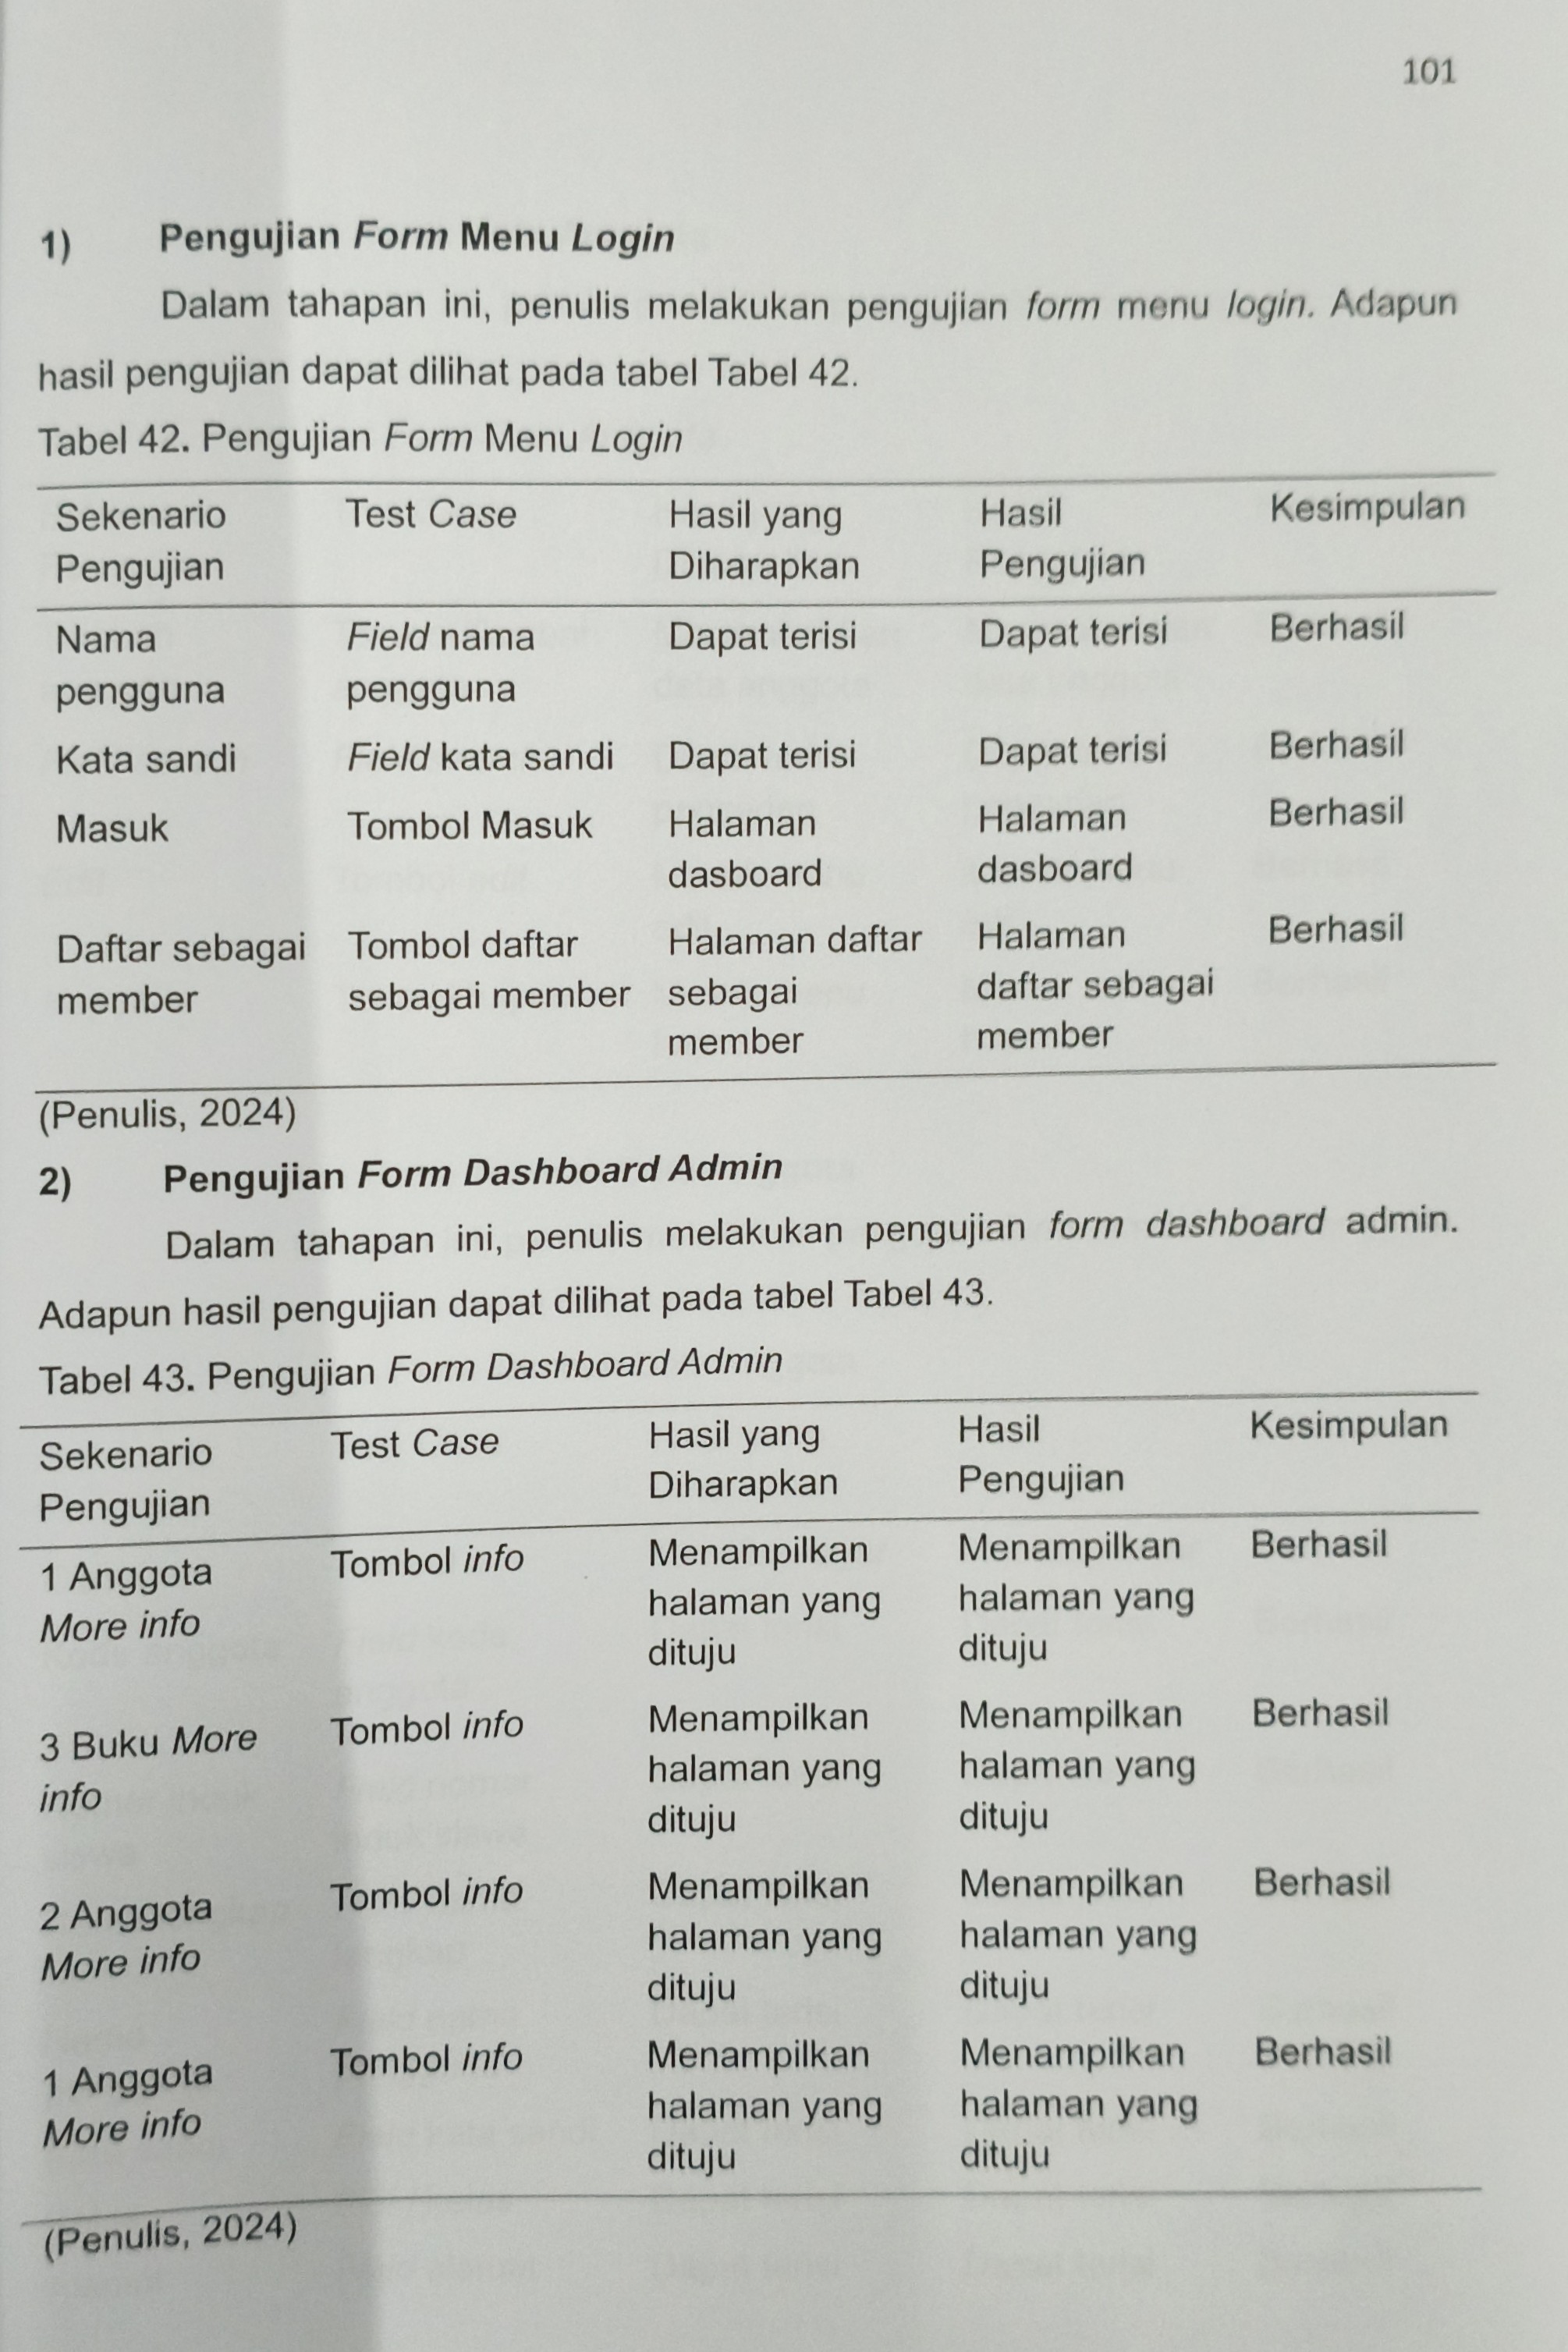 101
1) Pengujian Form Menu Login
Dalam tahapan ini, penulis melakukan pengujian form menu login. Adapun
hasil pengujian dapat dilihat pada tabel Tabel 42.
Tabel 42. Pengujian Form Menu Login
Sekenario Test Case Hasil yang Hasil Kesimpulan
Pengujian Diharapkan Pengujian
Nama Field nama Dapat terisi Dapat terisi Berhasil
pengguna pengguna
Kata sandi Field kata sandi Dapat terisi Dapat terisi Berhasil
Masuk Tombol Masuk Halaman Halaman Berhasil
dasboard dasboard
Daftar sebagai Tombol daftar Halaman daftar Halaman Berhasil
member sebagai member sebagai daftar sebagai
member member
(Penulis, 2024)
2) Pengujian Form Dashboard Admin
Dalam tahapan ini, penulis melakukan pengujian form dashboard admin.
Adapun hasil pengujian dapat dilihat pada tabel Tabel 43.
Tabel 43. Pengujian Form Dashboard Admin
Sekenario Test Case Hasil yang Hasil Kesimpulan
Pengujian Diharapkan Pengujian
1 Anggota Tombol info Menampilkan Menampilkan Berhasil
More info halaman yang halaman yang
dituju dituju
3 Buku More Tombol info Menampilkan Menampilkan Berhasil
info halaman yang halaman yang
dituju dituju
2 Anggota Tombol info Menampilkan Menampilkan Berhasil
More info halaman yang halaman yang
dituju dituju
1 Anggota Tombol info Menampilkan Menampilkan Berhasil
More info halaman yang halaman yang
dituju dituju
(Penulis, 2024)